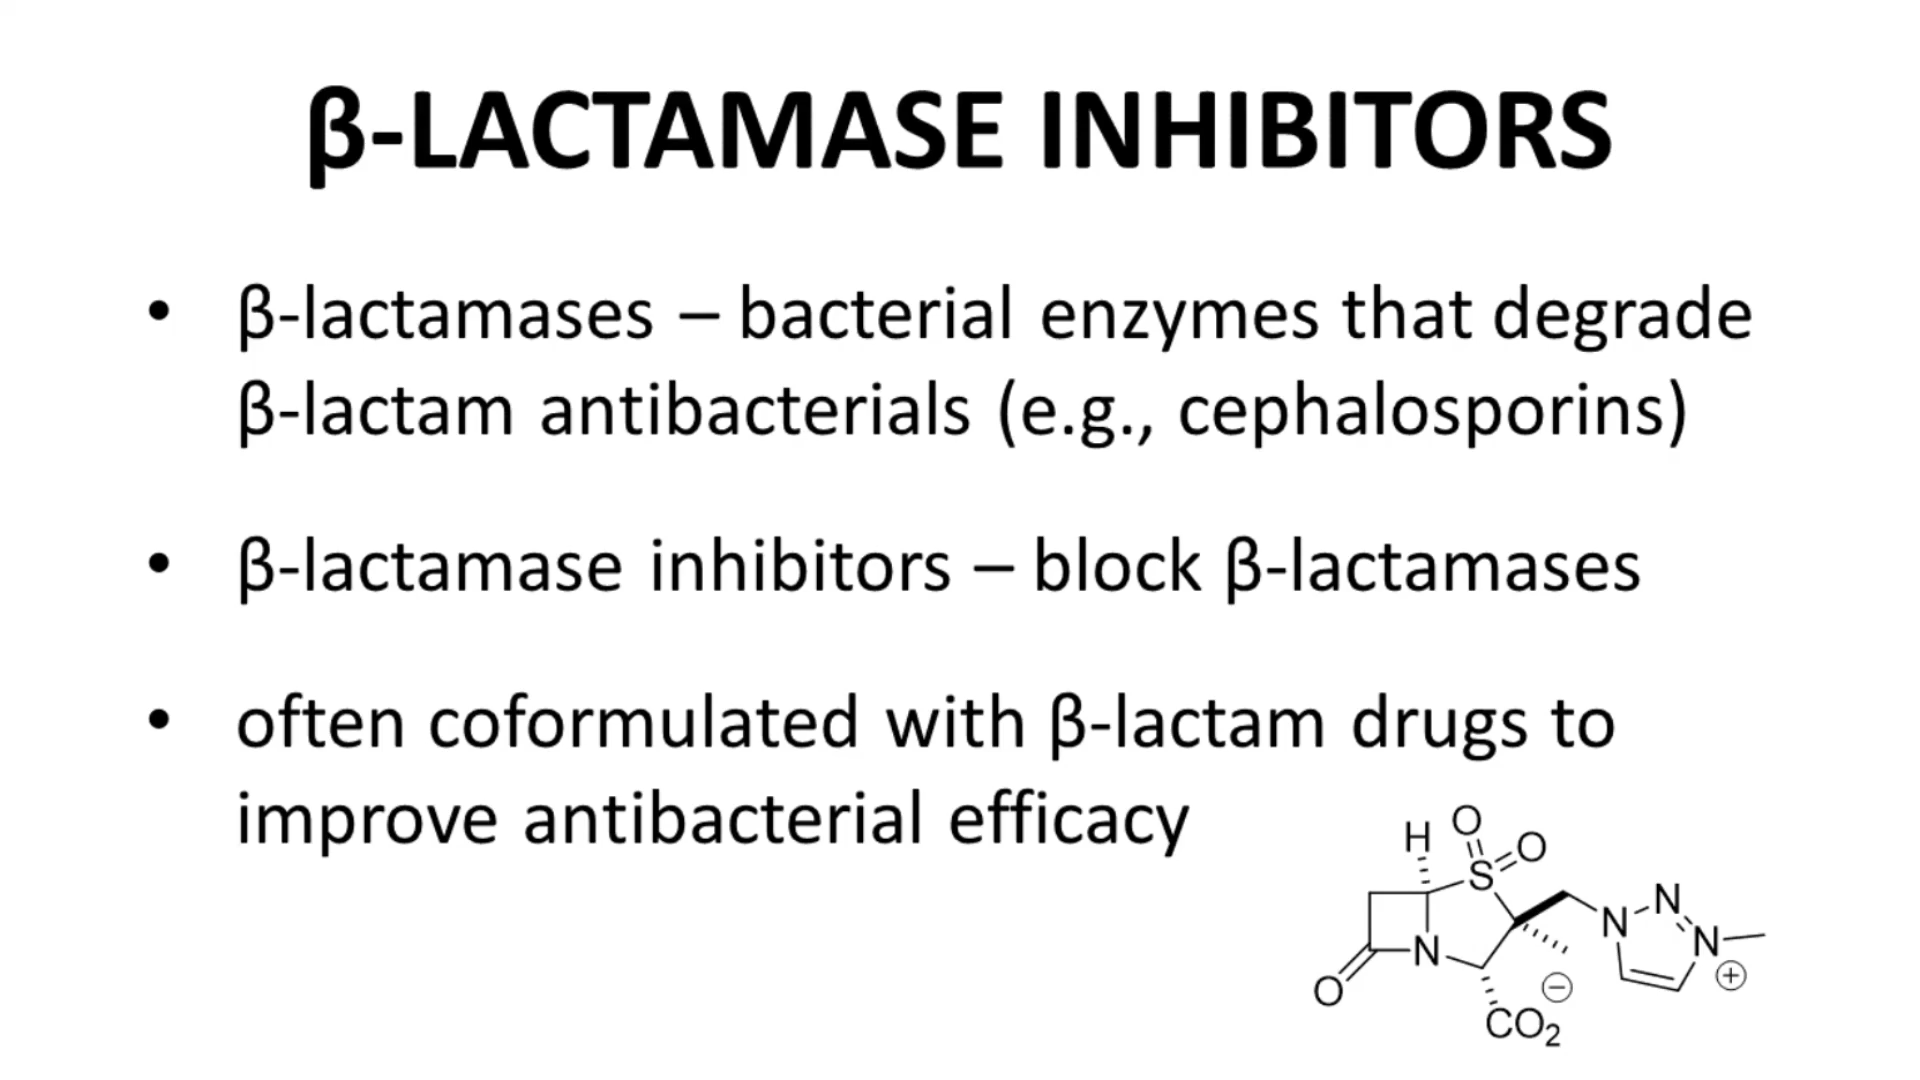 β-LACTAMASE INHIBITORS
• β-lactamases – bacterial enzymes that degrade
β-lactam antibacterials (e.g., cephalosporins)
• β-lactamase inhibitors – block β-lactamases
• often coformulated with β-lactam drugs to
improve antibacterial efficacy
H O
O
S
N
N
N
N
⊕
O
⊖
CO₂